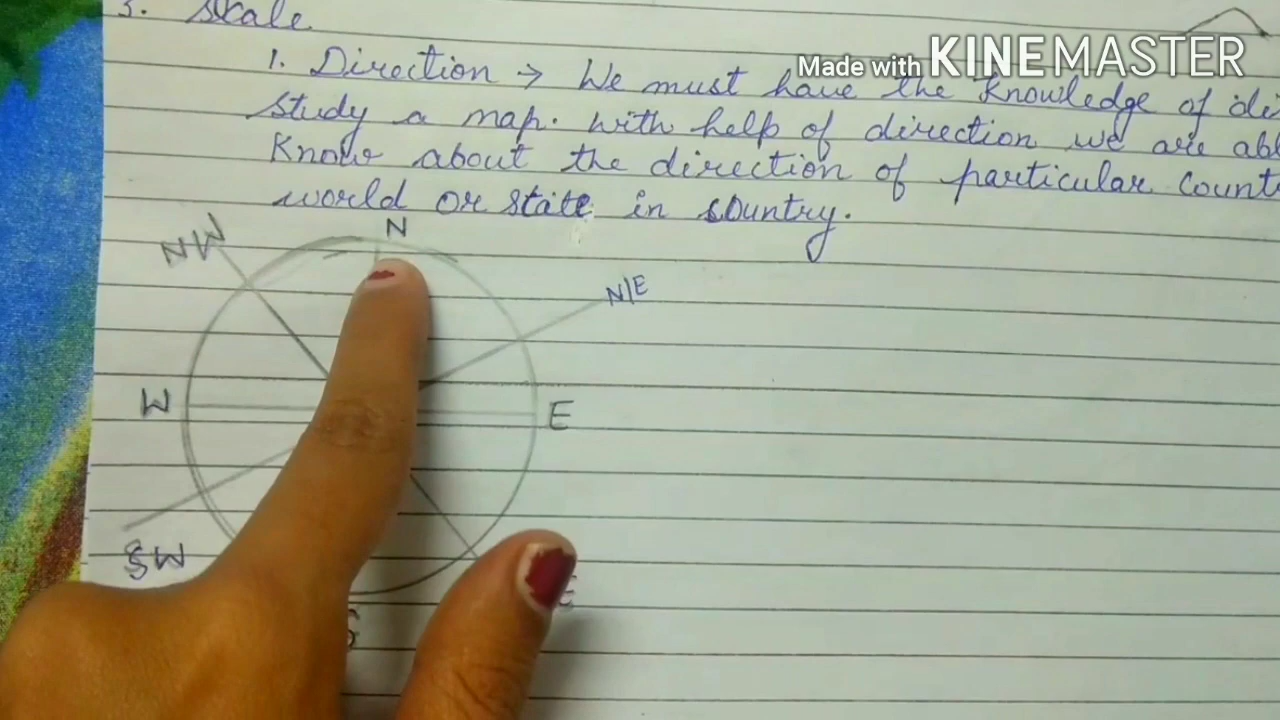 3. Scale
Made with KINEMASTER
1. Direction → We must have the knowledge of
study a map. With help of direction we are
Know about the direction of particular
world or state in country.
N
NW
N/E
W
E
SW
S
E